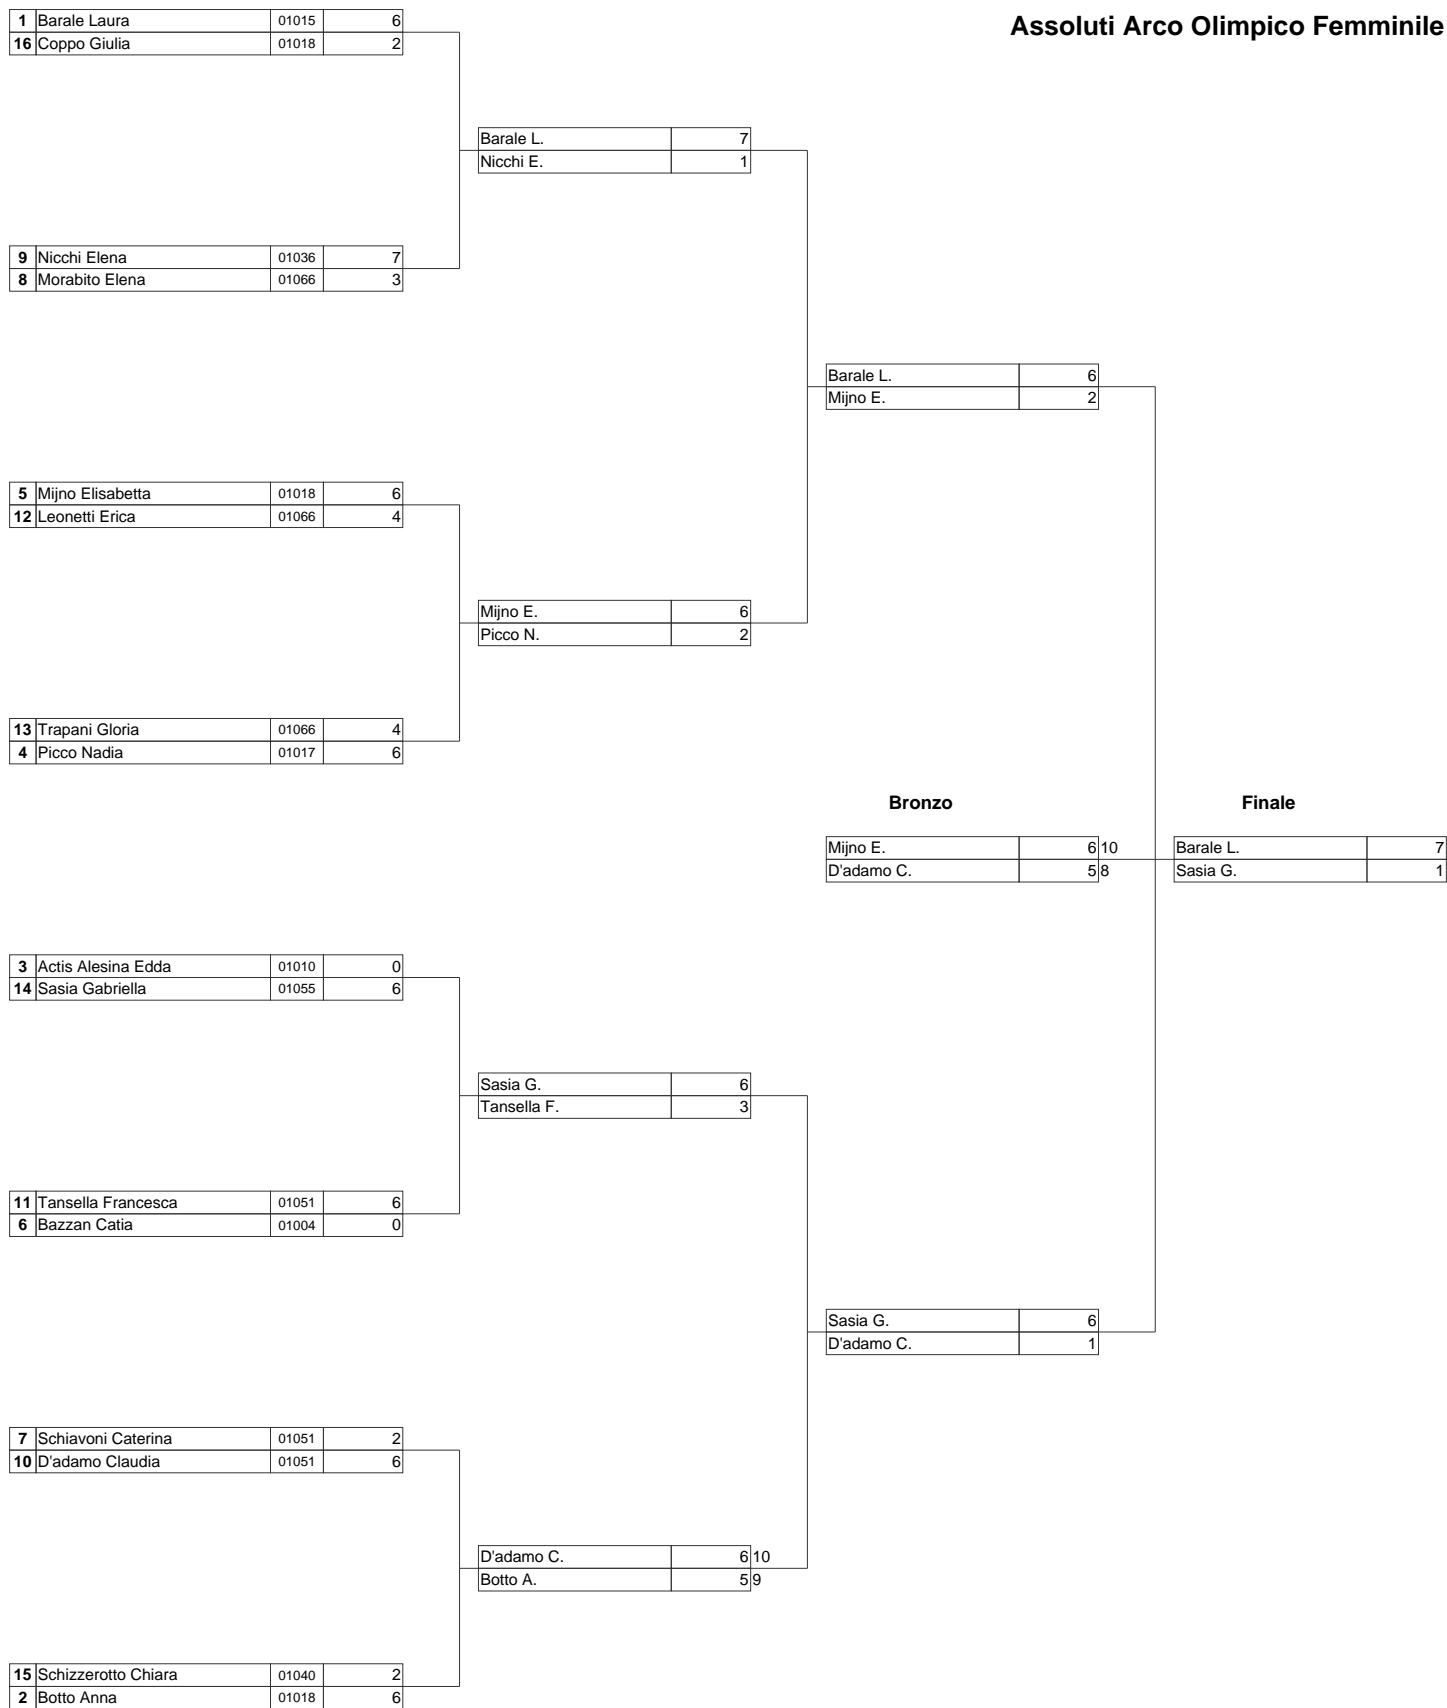 Assoluti Arco Olimpico Femminile
1 Barale Laura 01015 6
16 Coppo Giulia 01018 2
Barale L. 7
Nicchi E. 1
9 Nicchi Elena 01036 7
8 Morabito Elena 01066 3
Barale L. 6
Mijno E. 2
5 Mijno Elisabetta 01018 6
12 Leonetti Erica 01066 4
Mijno E. 6
Picco N. 2
13 Trapani Gloria 01066 4
4 Picco Nadia 01017 6
Bronzo Finale
Mijno E. 6 10 Barale L. 7
D'adamo C. 5 8 Sasia G. 1
3 Actis Alesina Edda 01010 0
14 Sasia Gabriella 01055 6
Sasia G. 6
Tansella F. 3
11 Tansella Francesca 01051 6
6 Bazzan Catia 01004 0
Sasia G. 6
D'adamo C. 1
7 Schiavoni Caterina 01051 2
10 D'adamo Claudia 01051 6
D'adamo C. 6 10
Botto A. 5 9
15 Schizzerotto Chiara 01040 2
2 Botto Anna 01018 6